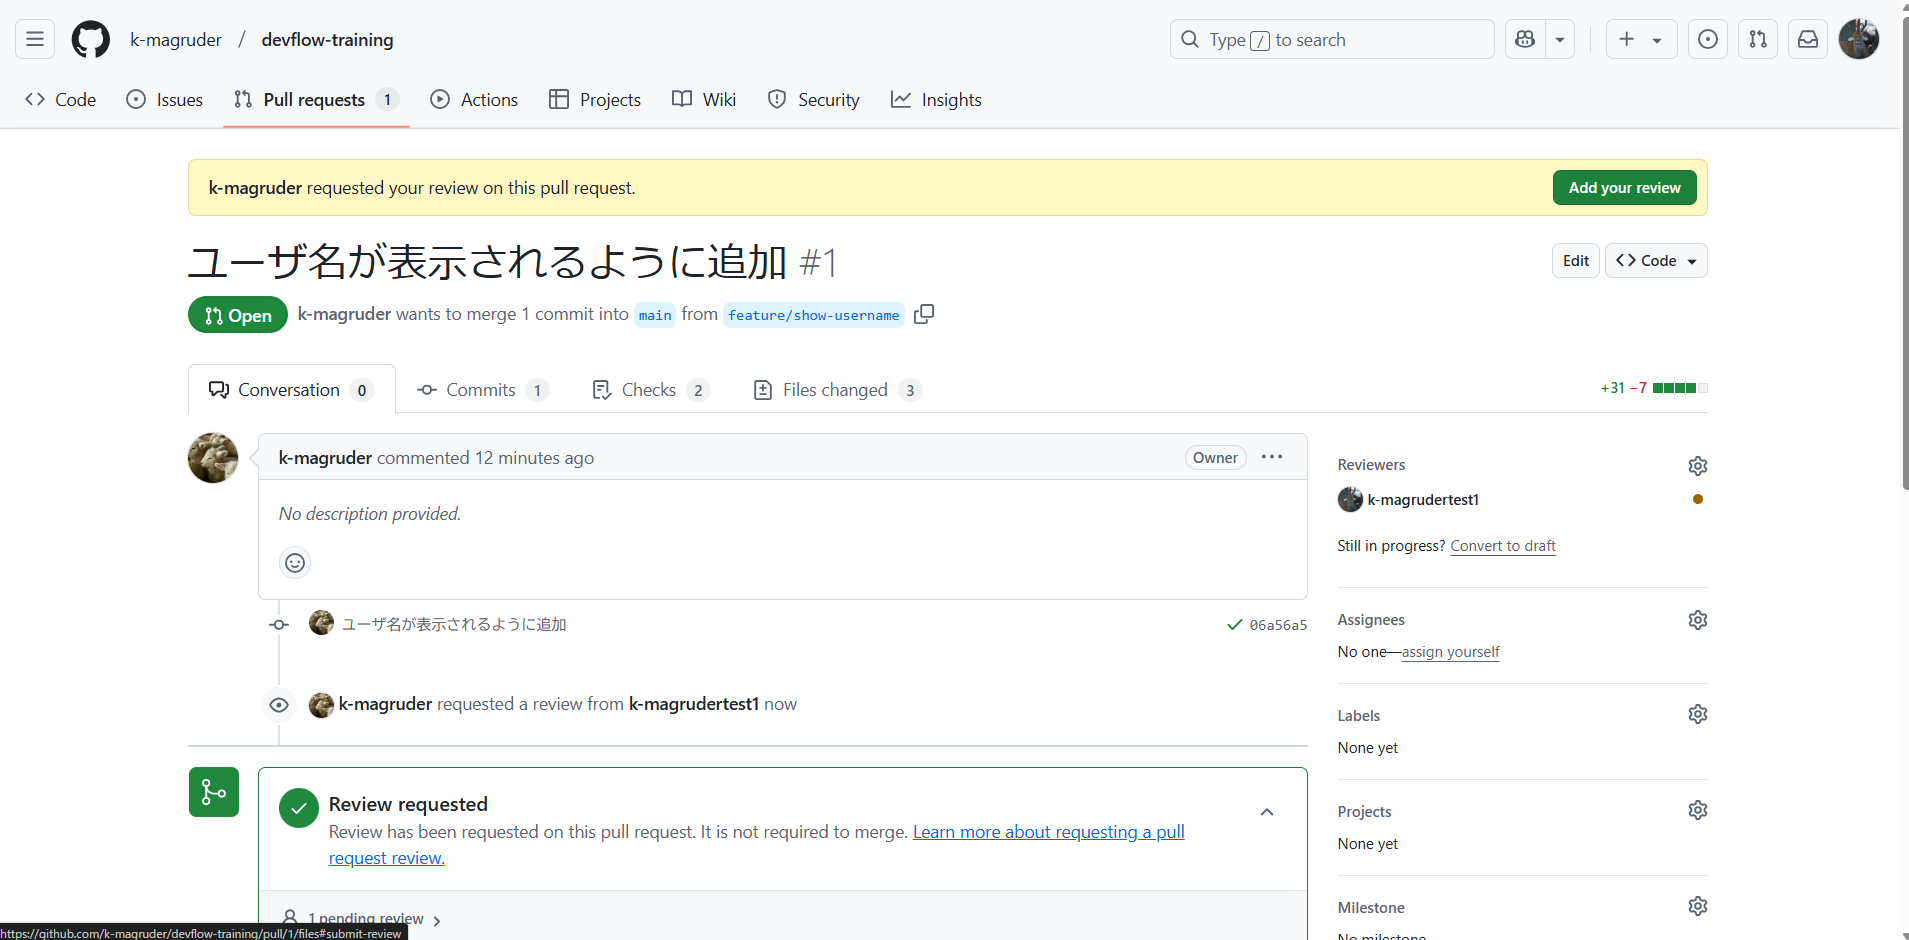 k-magruder / devflow-training
Type / to search
Code
Issues
Pull requests 1
Actions
Projects
Wiki
Security
Insights
k-magruder requested your review on this pull request.
Add your review
ユーザ名が表示されるように追加 #1
Edit
Code
Open
k-magruder wants to merge 1 commit into main from feature/show-username
Conversation 0
Commits 1
Checks 2
Files changed 3
+31 −7
k-magruder commented 12 minutes ago
Owner
No description provided.
ユーザ名が表示されるように追加
06a56a5
k-magruder requested a review from k-magrudertest1 now
Review requested
Review has been requested on this pull request. It is not required to merge. Learn more about requesting a pull
request review.
1 pending review
Reviewers
k-magrudertest1
Still in progress? Convert to draft
Assignees
No one—assign yourself
Labels
None yet
Projects
None yet
Milestone
No milestone
https://github.com/k-magruder/devflow-training/pull/1/files#submit-review